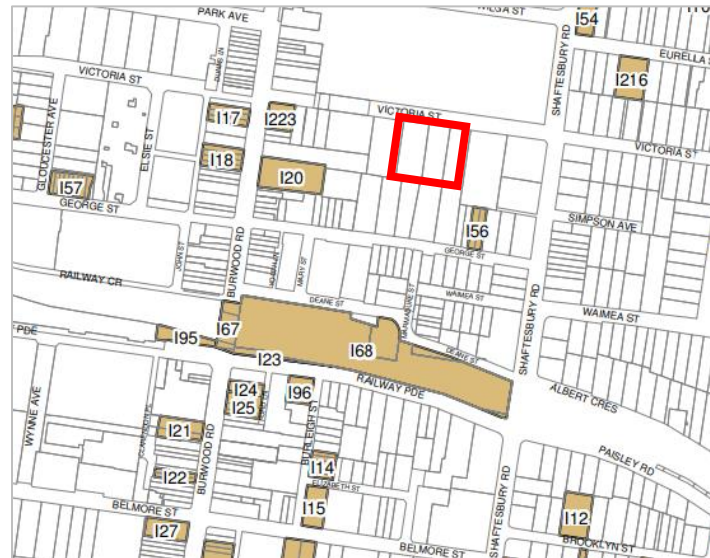 PARK AVE
I54
EURELLA S
DUNNS LN
I216
SHAFTESBURY RD
VICTORIA ST
VICTORIA ST
I17
I223
VICTORIA ST
GLOUCESTER AVE
ELSIE ST
I18
I20
I57
GEORGE ST
I56
SIMPSON AVE
BURWOOD RD
JOHN ST
GEORGE ST
MARY ST
RAILWAY CR
DEANE ST
MARMADUKE ST
WAIMEA ST
WAIMEA ST
SHAFTESBURY RD
I67
I95
PDE
I68
DEANE ST
I23
RAILWAY PDE
ALBERT CRES
WYNNE AVE
I24
I25
I96
I21
BURLEIGH ST
BURWOOD RD
PAISLEY RD
I14
I22
ELIZABETH ST
BELMORE ST
I15
SHAFTESBURY RD
I12
I27
BROOKLYN ST
BELMORE ST